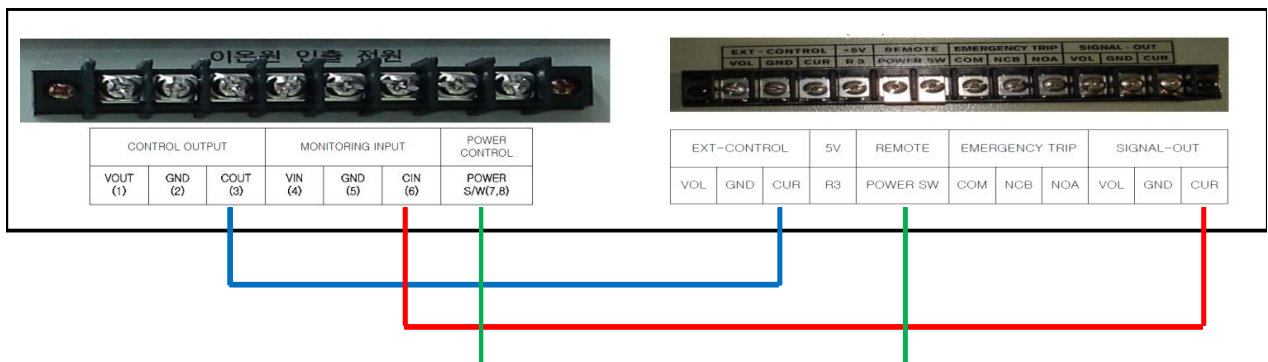 이온원 인출 전원
EXT - CONTROL +5V REMOTE EMERGENCY TRIP SIGNAL - OUT
VOL GND CUR R3 POWER SW COM NCB NOA VOL GND CUR
CONTROL OUTPUT MONITORING INPUT POWER CONTROL
VOUT (1) GND (2) COUT (3) VIN (4) GND (5) CIN (6) POWER S/W(7,8)
EXT-CONTROL 5V REMOTE EMERGENCY TRIP SIGNAL-OUT
VOL GND CUR R3 POWER SW COM NCB NOA VOL GND CUR